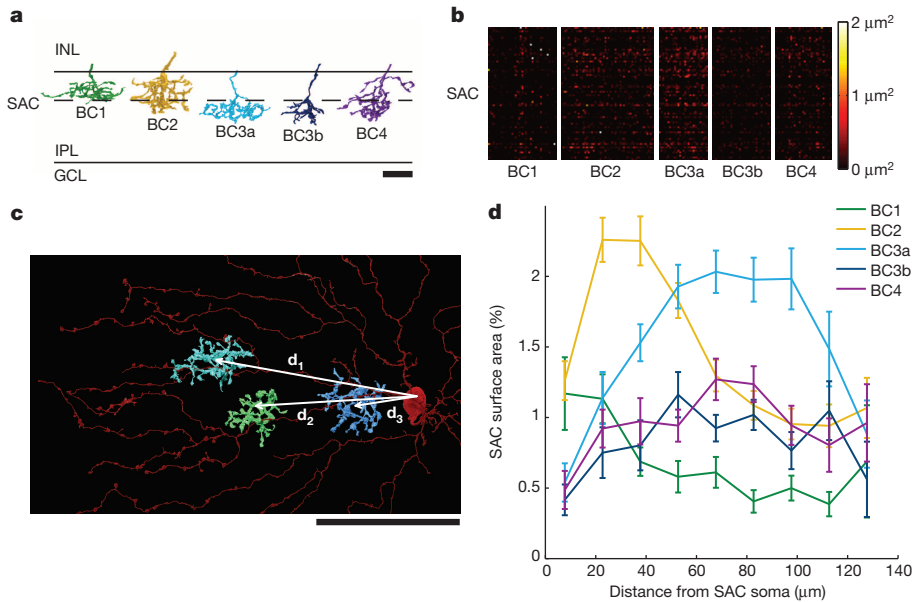 a
INL
SAC
BC1
BC2
BC3a
BC3b
BC4
IPL
GCL
b
SAC
BC1
BC2
BC3a
BC3b
BC4
2 μm²
1 μm²
0 μm²
c
d₁
d₂
d₃
d
BC1
BC2
BC3a
BC3b
BC4
SAC surface area (%)
2
1.5
1
0.5
0
0 20 40 60 80 100 120 140
Distance from SAC soma (μm)